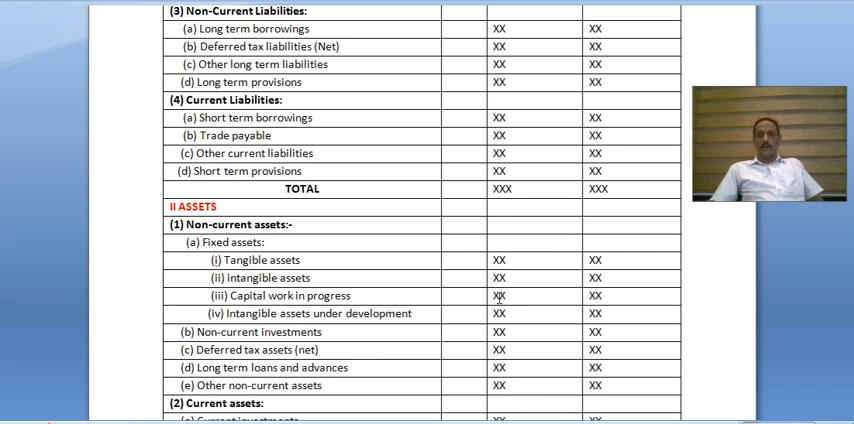 (3) Non-Current Liabilities:
(a) Long term borrowings XX XX
(b) Deferred tax liabilities (Net) XX XX
(c) Other long term liabilities XX XX
(d) Long term provisions XX XX
(4) Current Liabilities:
(a) Short term borrowings XX XX
(b) Trade payable XX XX
(c) Other current liabilities XX XX
(d) Short term provisions XX XX
TOTAL XXX XXX
II ASSETS
(1) Non-current assets:-
(a) Fixed assets:
(i) Tangible assets XX XX
(ii) intangible assets XX XX
(iii) Capital work in progress XX XX
(iv) Intangible assets under development XX XX
(b) Non-current investments XX XX
(c) Deferred tax assets (net) XX XX
(d) Long term loans and advances XX XX
(e) Other non-current assets XX XX
(2) Current assets:
(a) Current investments XX XX